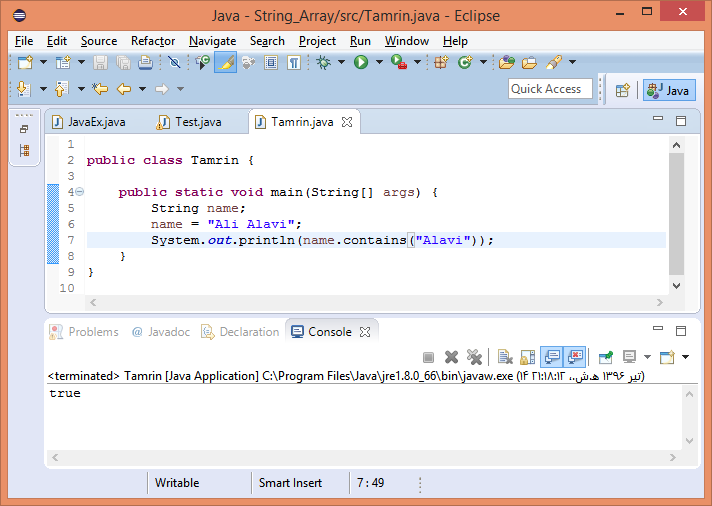 Java - String_Array/src/Tamrin.java - Eclipse
File Edit Source Refactor Navigate Search Project Run Window Help
Quick Access
Java
JavaEx.java
Test.java
Tamrin.java
1
2 public class Tamrin {
3
4 public static void main(String[] args) {
5 String name;
6 name = "Ali Alavi";
7 System.out.println(name.contains("Alavi"));
8 }
9 }
10
Problems @ Javadoc Declaration Console
<terminated> Tamrin [Java Application] C:\Program Files\Java\jre1.8.0_66\bin\javaw.exe (۱۴ تیر ۱۳۹۶ ه‍.ش.،‏ ۲۱:۱۸:۱۲)
true
Writable Smart Insert 7 : 49